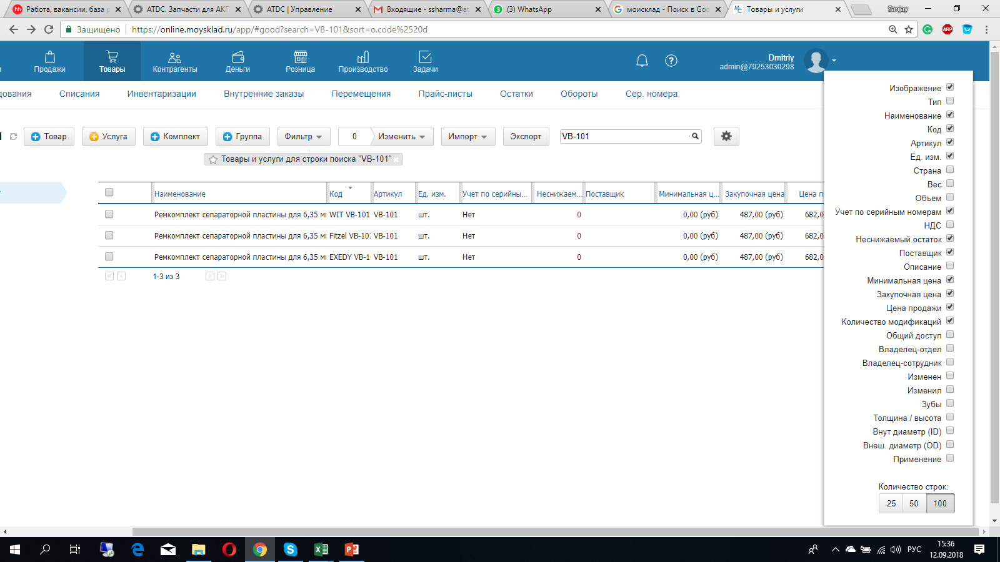 Работа, вакансии, база р
ATDC. Запчасти для АКП
ATDC | Управление
Входящие - ssharma@at
(3) WhatsApp
моисклад - Поиск в Goo
Товары и услуги
Sanjay
Защищено
https://online.moysklad.ru/app/#good?search=VB-101&sort=o.code%2520d
Продажи
Товары
Контрагенты
Деньги
Розница
Производство
Задачи
Dmitriy
admin@79253030298
дования
Списания
Инвентаризации
Внутренние заказы
Перемещения
Прайс-листы
Остатки
Обороты
Сер. номера
Товар
Услуга
Комплект
Группа
Фильтр
0
Изменить
Импорт
Экспорт
VB-101
Товары и услуги для строки поиска "VB-101"
Наименование Код Артикул Ед. изм. Учет по серийны... Неснижаем... Поставщик Минимальная ц... Закупочная цена Цена п
Ремкомплект сепараторной пластины для 6,35 м WIT VB-101 VB-101 шт. Нет 0 0,00 (руб) 487,00 (руб) 682,0
Ремкомплект сепараторной пластины для 6,35 м Fitzel VB-10 VB-101 шт. Нет 0 0,00 (руб) 487,00 (руб) 682,0
Ремкомплект сепараторной пластины для 6,35 м EXEDY VB-1 VB-101 шт. Нет 0 0,00 (руб) 487,00 (руб) 682,0
1-3 из 3
Изображение
Тип
Наименование
Код
Артикул
Ед. изм.
Страна
Вес
Объем
Учет по серийным номерам
НДС
Неснижаемый остаток
Поставщик
Описание
Минимальная цена
Закупочная цена
Цена продажи
Количество модификаций
Общий доступ
Владелец-отдел
Владелец-сотрудник
Изменен
Изменил
Зубы
Толщина / высота
Внут диаметр (ID)
Внеш. диаметр (OD)
Применение
Количество строк:
25 50 100
РУС
15:36
12.09.2018